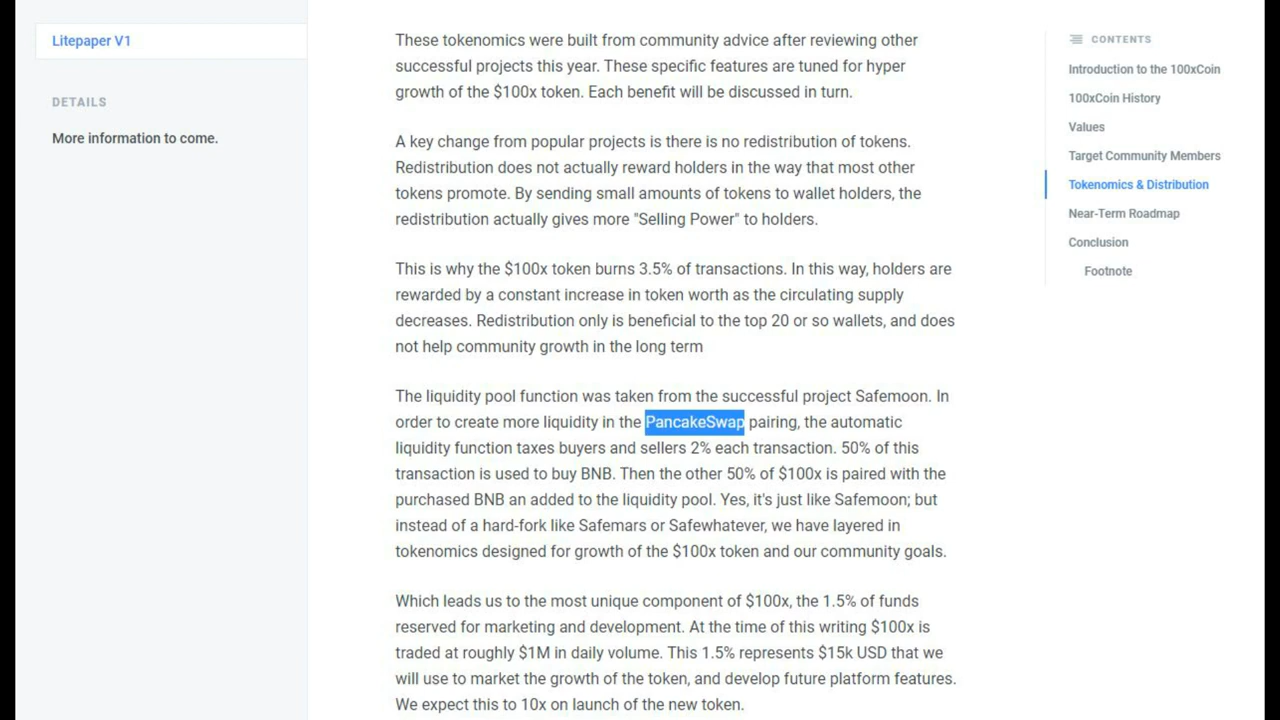 Litepaper V1
DETAILS
More information to come.
These tokenomics were built from community advice after reviewing other
successful projects this year. These specific features are tuned for hyper
growth of the $100x token. Each benefit will be discussed in turn.
A key change from popular projects is there is no redistribution of tokens.
Redistribution does not actually reward holders in the way that most other
tokens promote. By sending small amounts of tokens to wallet holders, the
redistribution actually gives more "Selling Power" to holders.
This is why the $100x token burns 3.5% of transactions. In this way, holders are
rewarded by a constant increase in token worth as the circulating supply
decreases. Redistribution only is beneficial to the top 20 or so wallets, and does
not help community growth in the long term
The liquidity pool function was taken from the successful project Safemoon. In
order to create more liquidity in the PancakeSwap pairing, the automatic
liquidity function taxes buyers and sellers 2% each transaction. 50% of this
transaction is used to buy BNB. Then the other 50% of $100x is paired with the
purchased BNB an added to the liquidity pool. Yes, it's just like Safemoon; but
instead of a hard-fork like Safemars or Safewhatever, we have layered in
tokenomics designed for growth of the $100x token and our community goals.
Which leads us to the most unique component of $100x, the 1.5% of funds
reserved for marketing and development. At the time of this writing $100x is
traded at roughly $1M in daily volume. This 1.5% represents $15k USD that we
will use to market the growth of the token, and develop future platform features.
We expect this to 10x on launch of the new token.
CONTENTS
Introduction to the 100xCoin
100xCoin History
Values
Target Community Members
Tokenomics & Distribution
Near-Term Roadmap
Conclusion
Footnote